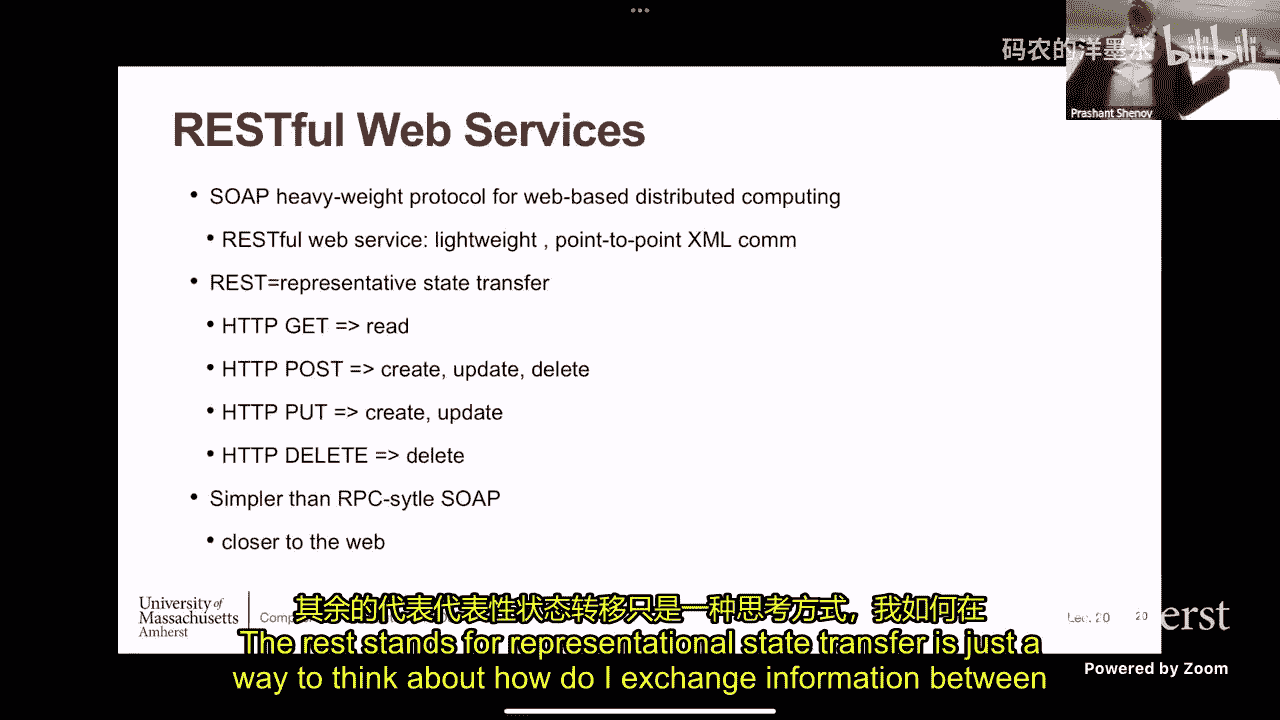 码农的洋墨水 bilibili
Prashant Shenoy
RESTful Web Services
• SOAP heavy-weight protocol for web-based distributed computing
• RESTful web service: lightweight , point-to-point XML comm
• REST=representative state transfer
• HTTP GET => read
• HTTP POST => create, update, delete
• HTTP PUT => create, update
• HTTP DELETE => delete
• Simpler than RPC-sytle SOAP
• closer to the web
University of
Massachusetts
Amherst
Lec. 20
20
erst
其余的代表代表性状态转移只是一种思考方式，我如何在
The rest stands for representational state transfer is just a
way to think about how do I exchange information between
Powered by Zoom